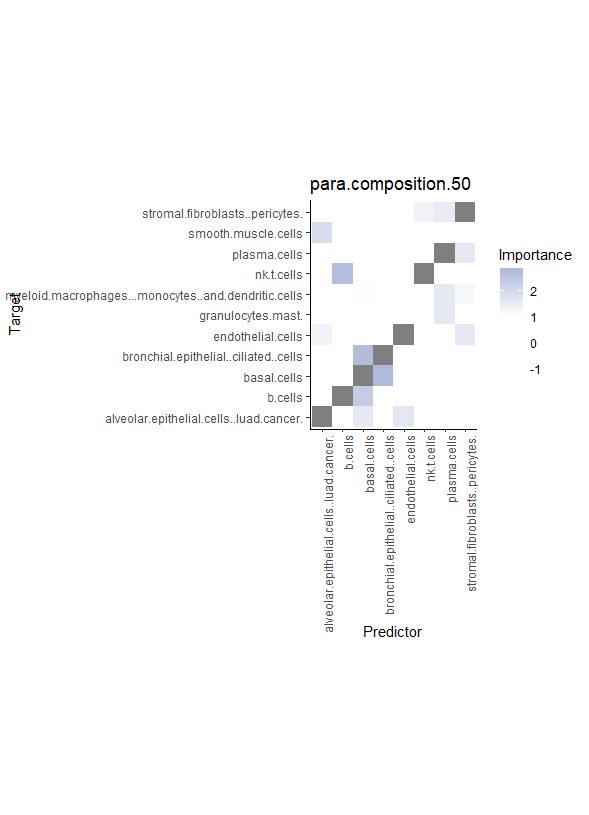 para.composition.50
stromal.fibroblasts..pericytes.
smooth.muscle.cells
plasma.cells
nk.t.cells
myeloid.macrophages...monocytes..and.dendritic.cells
granulocytes.mast.
endothelial.cells
bronchial.epithelial..ciliated..cells
basal.cells
b.cells
alveolar.epithelial.cells..luad.cancer.
Target
alveolar.epithelial.cells..luad.cancer.
b.cells
basal.cells
bronchial.epithelial..ciliated..cells
endothelial.cells
nk.t.cells
plasma.cells
stromal.fibroblasts..pericytes.
Predictor
Importance
2
1
0
-1